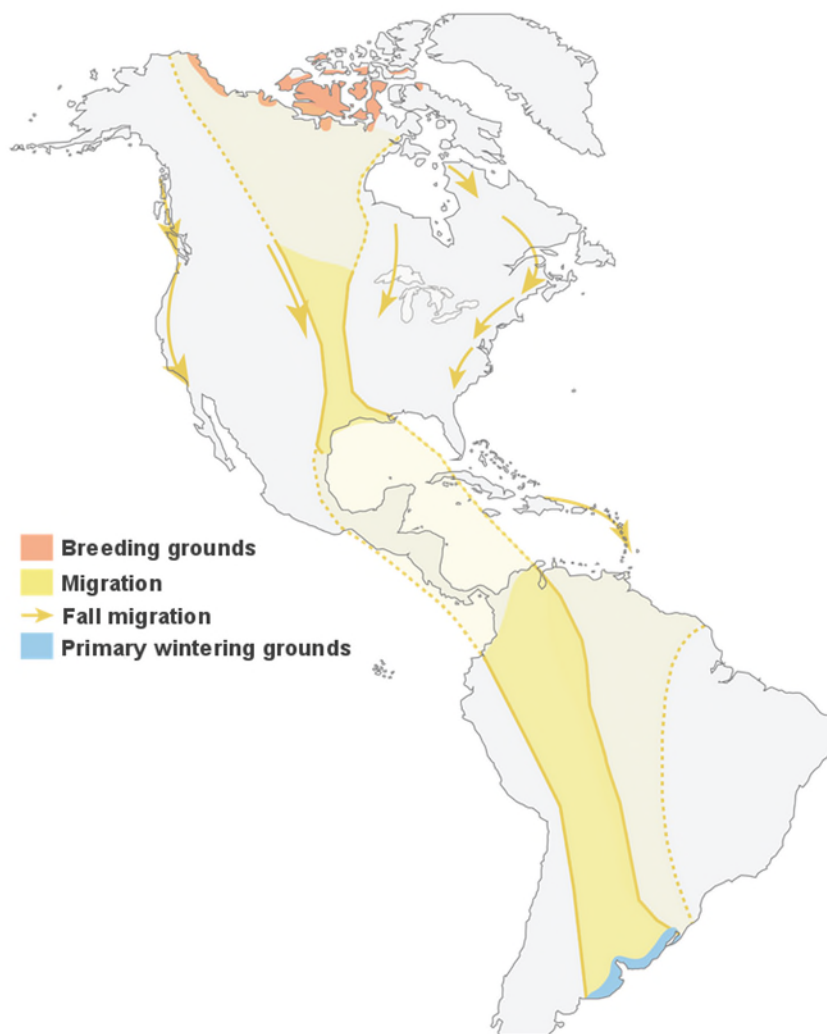 Breeding grounds
Migration
Fall migration
Primary wintering grounds